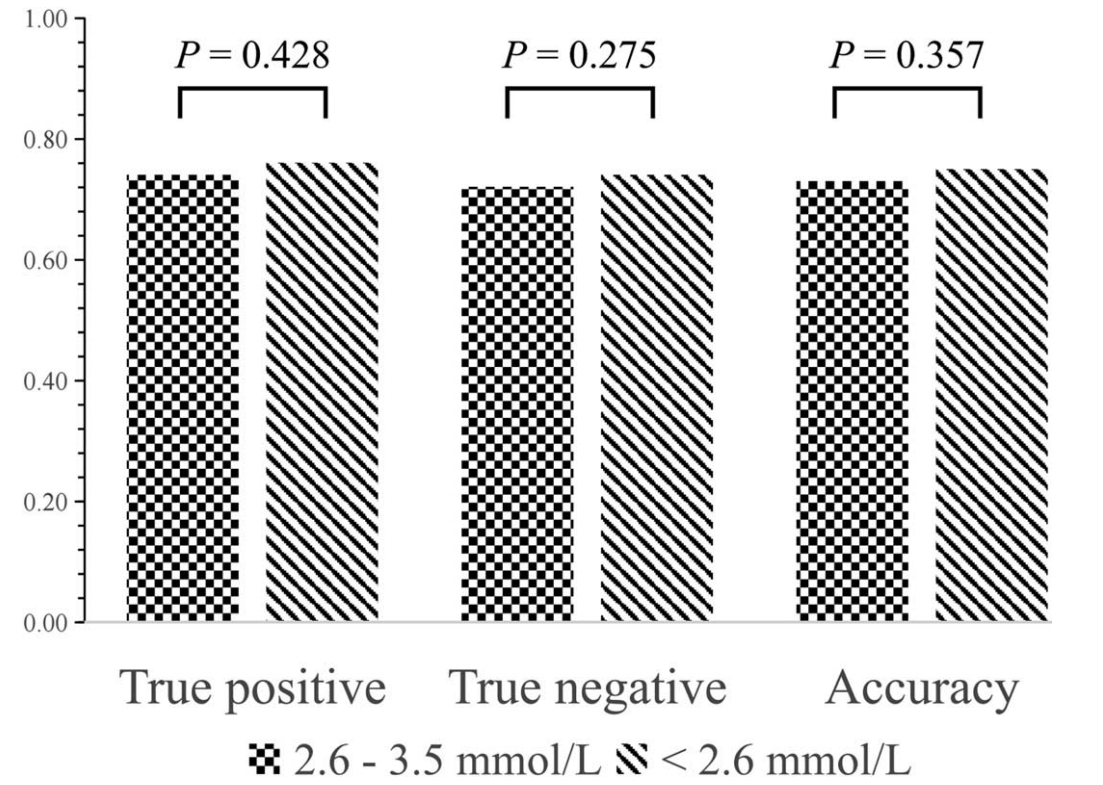 1.00
P = 0.428 P = 0.275 P = 0.357
0.80
0.60
0.40
0.20
0.00
True positive True negative Accuracy
2.6 - 3.5 mmol/L < 2.6 mmol/L